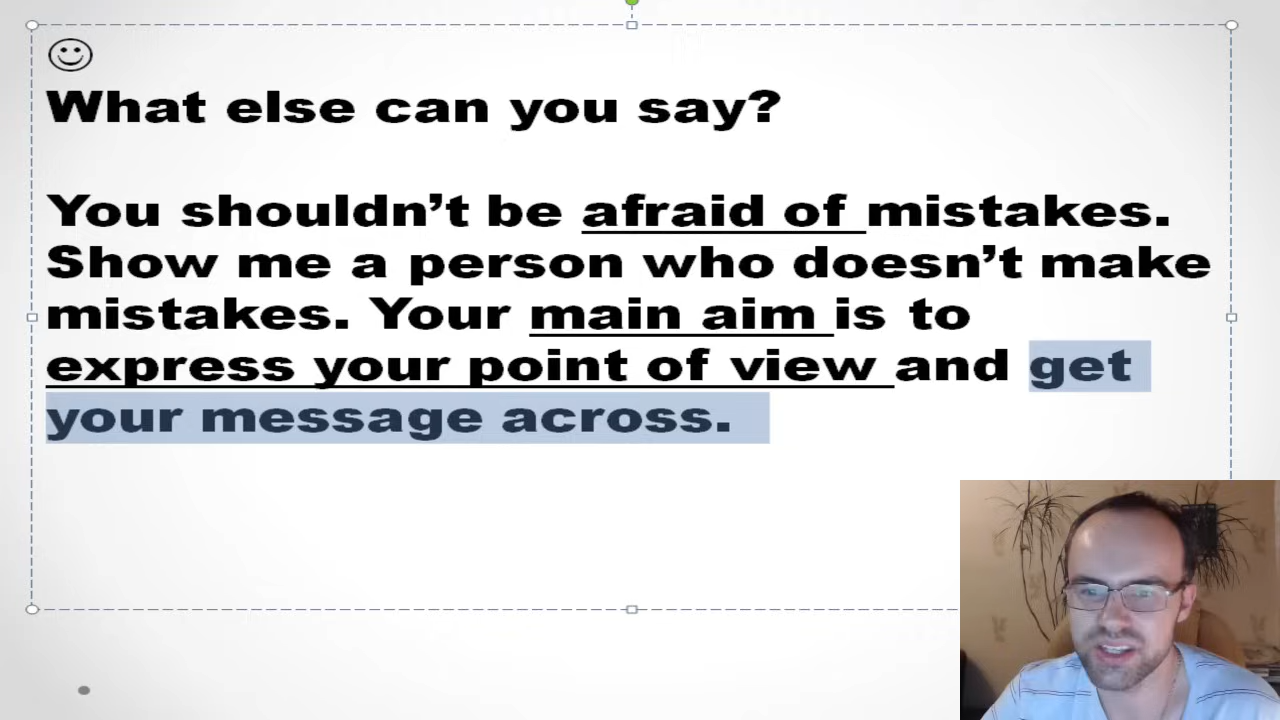 What else can you say?
You shouldn’t be afraid of mistakes.
Show me a person who doesn’t make
mistakes. Your main aim is to
express your point of view and get
your message across.